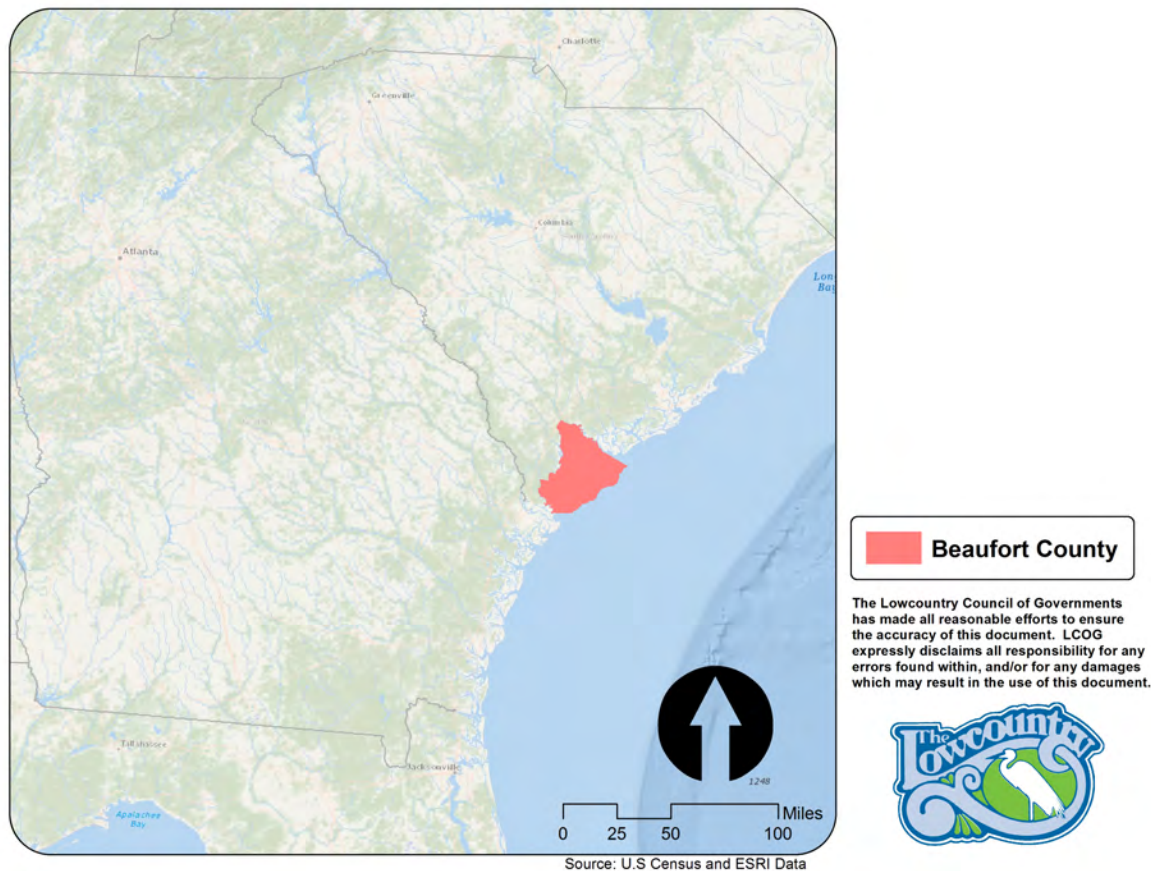 Charlotte
Greenville
Columbia
Atlanta
Lon
Bay
Beaufort County
The Lowcountry Council of Governments
has made all reasonable efforts to ensure
the accuracy of this document. LCOG
expressly disclaims all responsibility for any
errors found within, and/or for any damages
which may result in the use of this document.
The
Lowcountry
Tallahassee
Jacksonville
1248
Apalachee
Bay
Miles
0 25 50 100
Source: U.S Census and ESRI Data